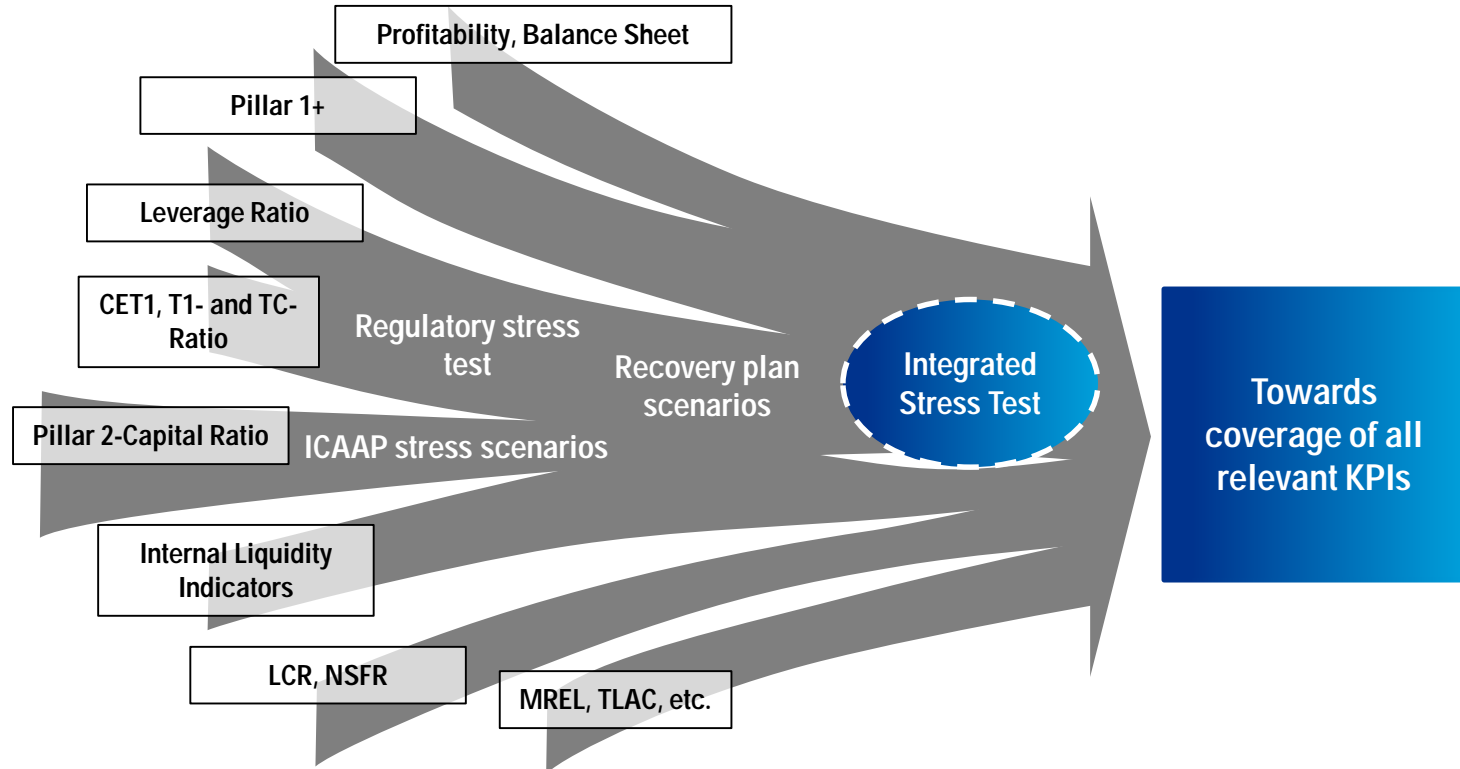 Profitability, Balance Sheet
Pillar 1+
Leverage Ratio
CET1, T1- and TC-
Ratio
Regulatory stress
test
Recovery plan
scenarios
Integrated
Stress Test
Towards
coverage of all
relevant KPIs
Pillar 2-Capital Ratio
ICAAP stress scenarios
Internal Liquidity
Indicators
LCR, NSFR
MREL, TLAC, etc.